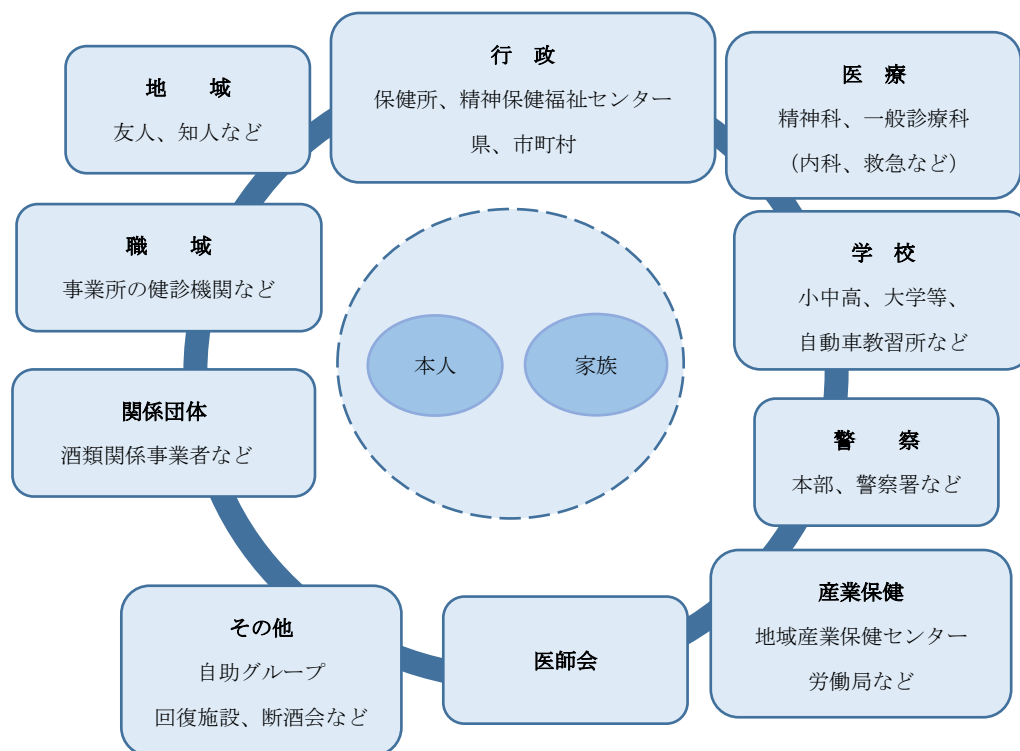 行　政
保健所、精神保健福祉センター
県、市町村
医　療
精神科、一般診療科
（内科、救急など）
学　校
小中高、大学等、
自動車教習所など
警　　察
本部、警察署など
産業保健
地域産業保健センター
労働局など
医師会
その他
自助グループ
回復施設、断酒会など
関係団体
酒類関係事業者など
職　　域
事業所の健診機関など
地　　域
友人、知人など
本人
家族